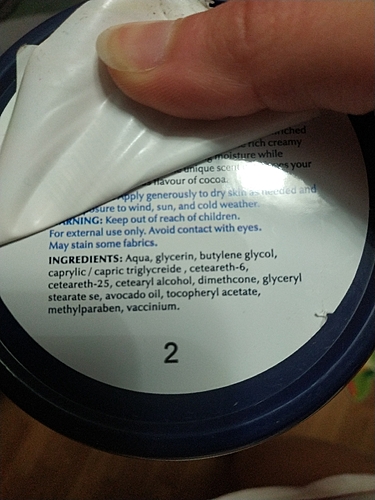 rich creamy
moisture while
unique scent
your
flavour of cocoa.
Apply generously to dry skin as needed and
to wind, sun, and cold weather.
WARNING: Keep out of reach of children.
For external use only. Avoid contact with eyes.
May stain some fabrics.
INGREDIENTS: Aqua, glycerin, butylene glycol,
caprylic / capric triglycreide , ceteareth-6,
ceteareth-25, cetearyl alcohol, dimethcone, glyceryl
stearate se, avocado oil, tocopheryl acetate,
methylparaben, vaccinium.
2